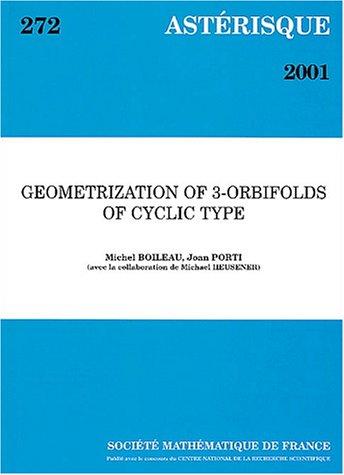 272 ASTÉRISQUE
2001
GEOMETRIZATION OF 3-ORBIFOLDS
OF CYCLIC TYPE
Michel BOILEAU, Joan PORTI
(avec la collaboration de Michael HEUSENER)
SOCIÉTÉ MATHÉMATIQUE DE FRANCE
Publié avec le concours du CENTRE NATIONAL DE LA RECHERCHE SCIENTIFIQUE